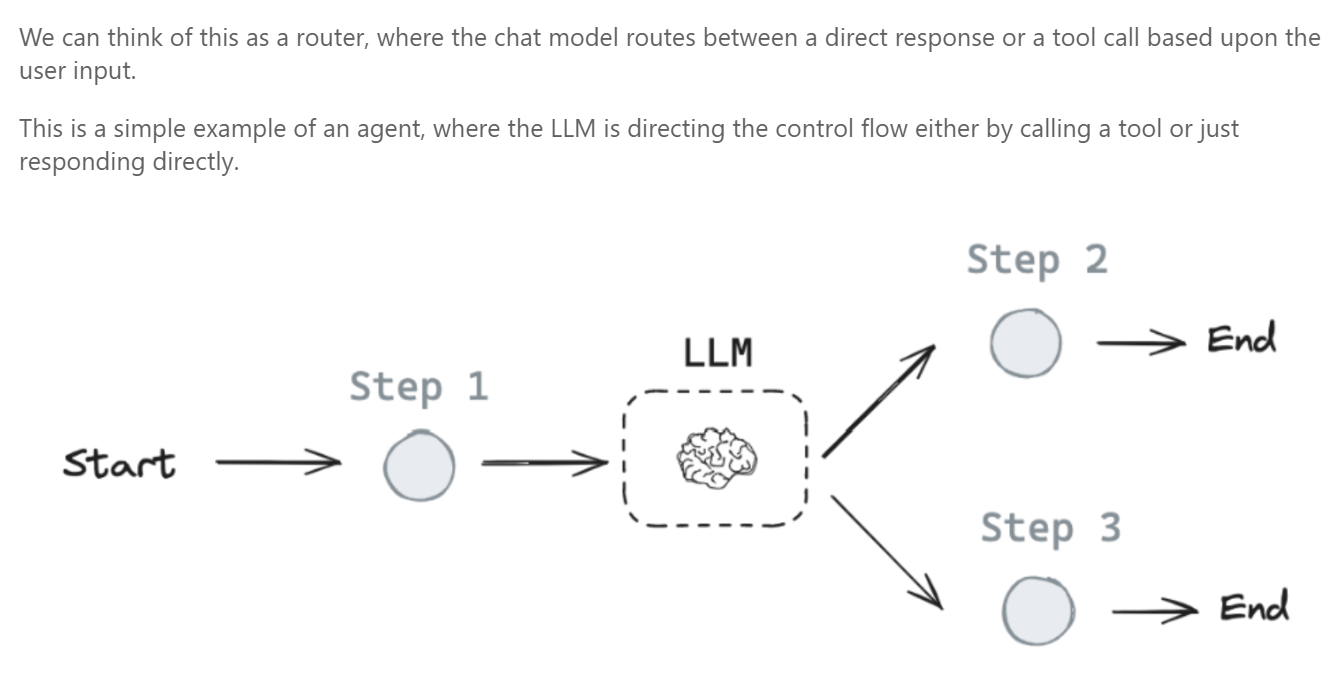 We can think of this as a router, where the chat model routes between a direct response or a tool call based upon the
user input.
This is a simple example of an agent, where the LLM is directing the control flow either by calling a tool or just
responding directly.
Step 2
End
LLM
Step 1
Start
Step 3
End